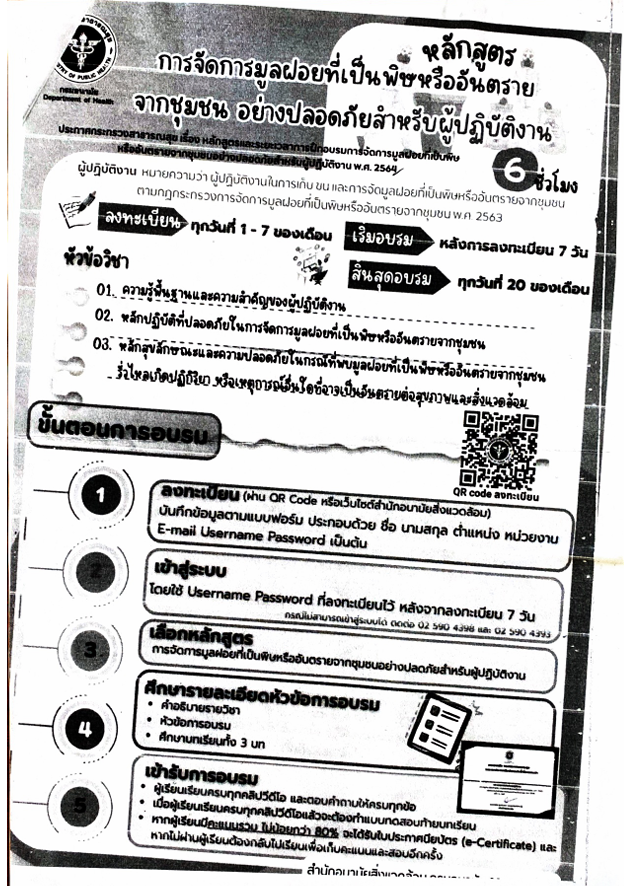 กรมอนามัย
Department of Health
หลักสูตร
การจัดการมูลฝอยที่เป็นพิษหรืออันตราย
จากชุมชน อย่างปลอดภัยสำหรับผู้ปฏิบัติงาน
ประกาศกระทรวงสาธารณสุข เรื่อง หลักสูตรและระยะเวลาการฝึกอบรมการจัดการมูลฝอยที่เป็นพิษ
หรืออันตรายจากชุมชนอย่างปลอดภัยสำหรับผู้ปฏิบัติงาน พ.ศ. 2564
6 ชั่วโมง
ผู้ปฏิบัติงาน หมายความว่า ผู้ปฏิบัติงานในการเก็บ ขน และการจัดมูลฝอยที่เป็นพิษหรืออันตรายจากชุมชน
ตามกฎกระทรวงการจัดการมูลฝอยที่เป็นพิษหรืออันตรายจากชุมชน พ.ศ. 2563
ลงทะเบียน ทุกวันที่ 1 - 7 ของเดือน
เริ่มอบรม หลังการลงทะเบียน 7 วัน
สิ้นสุดอบรม ทุกวันที่ 20 ของเดือน
หัวข้อวิชา
01. ความรู้พื้นฐานและความสำคัญของผู้ปฏิบัติงาน
02. หลักปฏิบัติที่ปลอดภัยในการจัดการมูลฝอยที่เป็นพิษหรืออันตรายจากชุมชน
03. หลักสุขลักษณะและความปลอดภัยในกรณีที่พบมูลฝอยที่เป็นพิษหรืออันตรายจากชุมชน
รั่วไหลเกิดปฏิกิริยา หรือเหตุการณ์อื่นใดที่อาจเป็นอันตรายต่อสุขภาพและสิ่งแวดล้อม
QR code ลงทะเบียน
ขั้นตอนการอบรม
1
ลงทะเบียน (ผ่าน QR Code หรือเว็บไซต์สำนักอนามัยสิ่งแวดล้อม)
บันทึกข้อมูลตามแบบฟอร์ม ประกอบด้วย ชื่อ นามสกุล ตำแหน่ง หน่วยงาน
E-mail Username Password เป็นต้น
2
เข้าสู่ระบบ
โดยใช้ Username Password ที่ลงทะเบียนไว้ หลังจากลงทะเบียน 7 วัน
กรณีไม่สามารถเข้าสู่ระบบได้ ติดต่อ 02 590 4398 และ 02 590 4393
3
เลือกหลักสูตร
การจัดการมูลฝอยที่เป็นพิษหรืออันตรายจากชุมชนอย่างปลอดภัยสำหรับผู้ปฏิบัติงาน
4
ศึกษารายละเอียดหัวข้อการอบรม
• คำอธิบายรายวิชา
• หัวข้อการอบรม
• ศึกษาบทเรียนทั้ง 3 บท
5
เข้ารับการอบรม
• ผู้เรียนเรียนครบทุกคลิปวีดีโอ และตอบคำถามให้ครบทุกข้อ
• เมื่อผู้เรียนเรียนครบทุกคลิปวีดีโอแล้วจะต้องทำแบบทดสอบท้ายบทเรียน
• หากผู้เรียนมีคะแนนรวม ไม่น้อยกว่า 80% จะได้รับใบประกาศนียบัตร (e-Certificate) และ
หากไม่ผ่านผู้เรียนต้องกลับไปเรียนเพื่อเก็บคะแนนและสอบอีกครั้ง
สำนักอนามัยสิ่งแวดล้อม